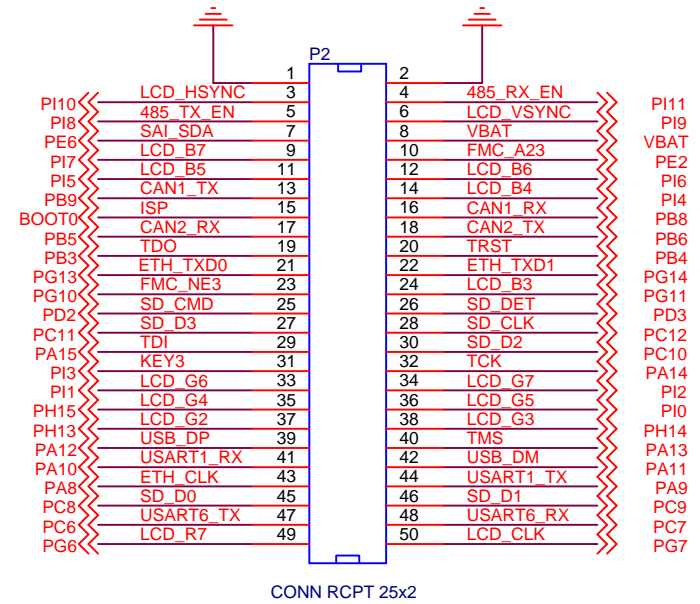 P2
1 2
PI10 LCD_HSYNC 3 4 485_RX_EN PI11
PI8 485_TX_EN 5 6 LCD_VSYNC PI9
PE6 SAI_SDA 7 8 VBAT VBAT
PI7 LCD_B7 9 10 FMC_A23 PE2
PI5 LCD_B5 11 12 LCD_B6 PI6
PB9 CAN1_TX 13 14 LCD_B4 PI4
BOOT0 ISP 15 16 CAN1_RX PB8
PB5 CAN2_RX 17 18 CAN2_TX PB6
PB3 TDO 19 20 TRST PB4
PG13 ETH_TXD0 21 22 ETH_TXD1 PG14
PG10 FMC_NE3 23 24 LCD_B3 PG11
PD2 SD_CMD 25 26 SD_DET PD3
PC11 SD_D3 27 28 SD_CLK PC12
PA15 TDI 29 30 SD_D2 PC10
PI3 KEY3 31 32 TCK PA14
PI1 LCD_G6 33 34 LCD_G7 PI2
PH15 LCD_G4 35 36 LCD_G5 PI0
PH13 LCD_G2 37 38 LCD_G3 PH14
PA12 USB_DP 39 40 TMS PA13
PA10 USART1_RX 41 42 USB_DM PA11
PA8 ETH_CLK 43 44 USART1_TX PA9
PC8 SD_D0 45 46 SD_D1 PC9
PC6 USART6_TX 47 48 USART6_RX PC7
PG6 LCD_R7 49 50 LCD_CLK PG7
CONN RCPT 25x2